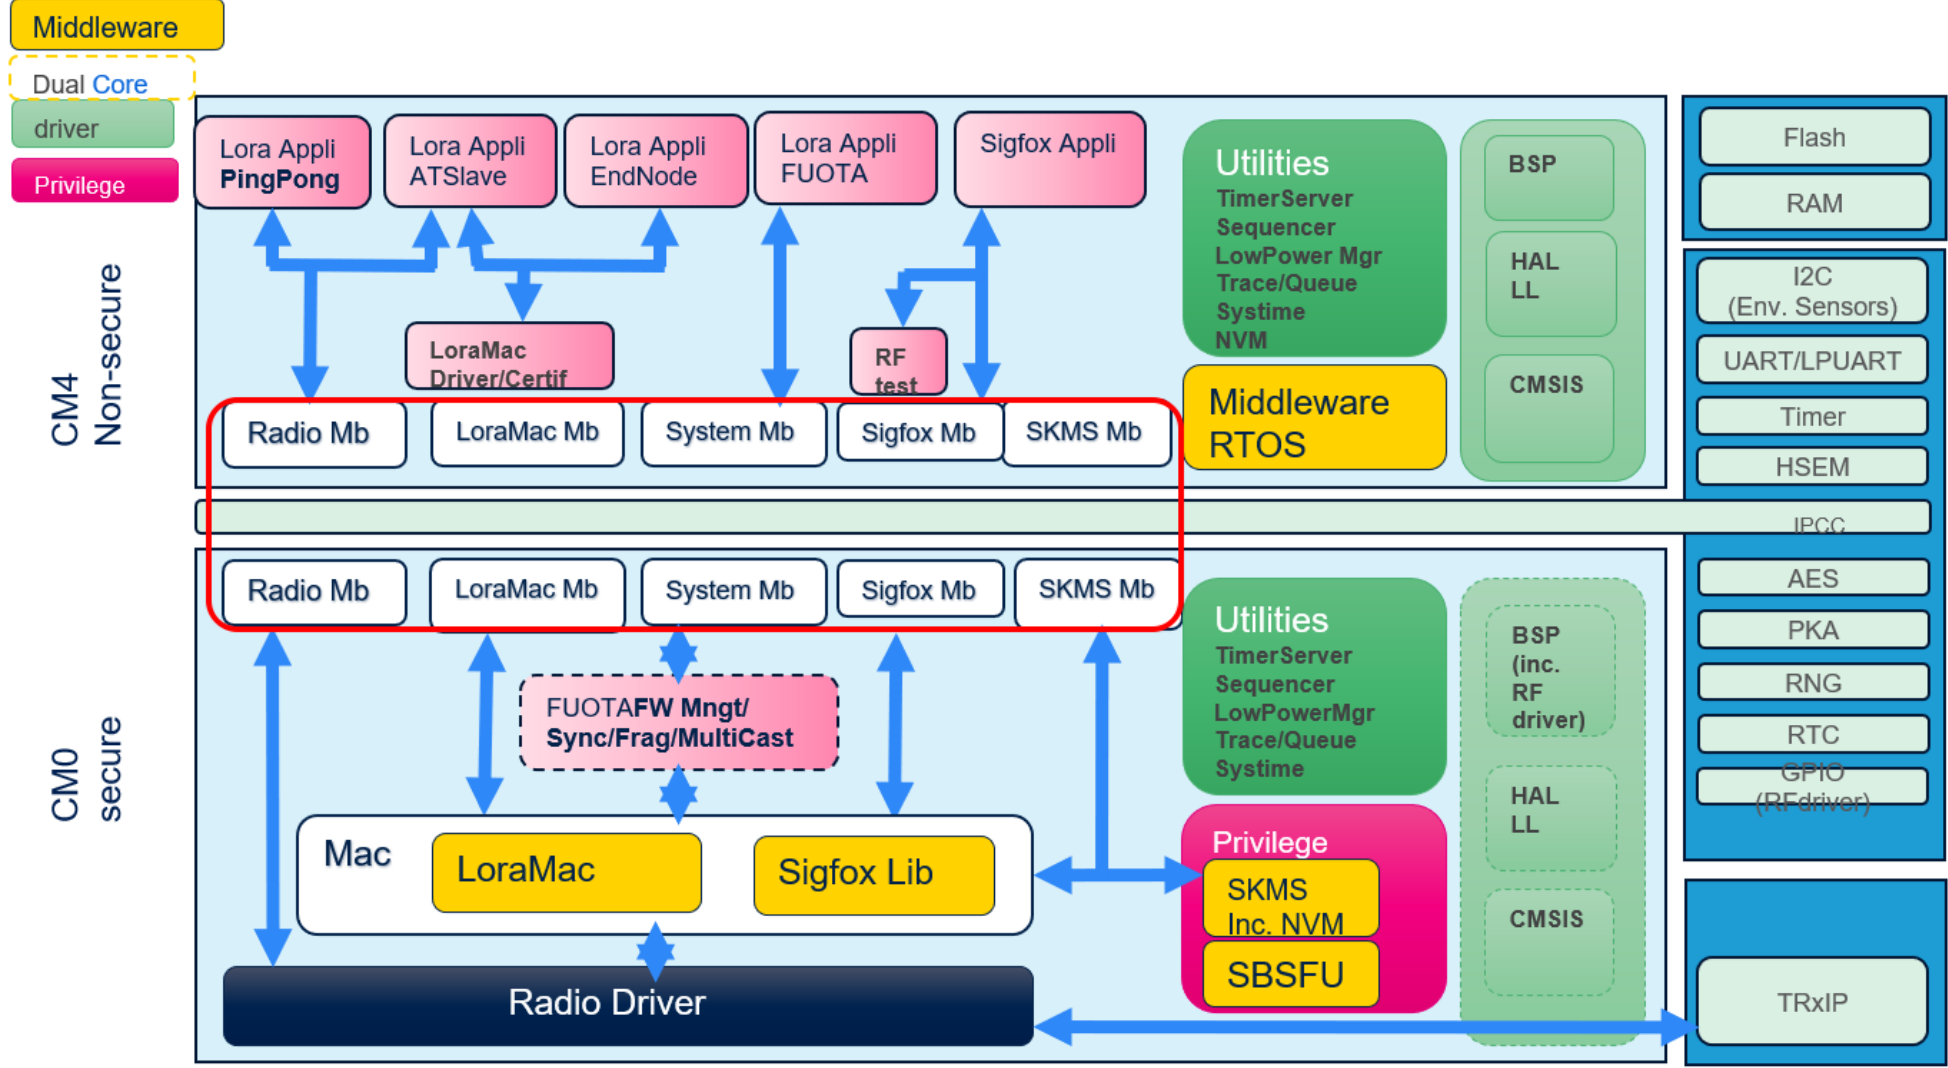 Middleware
Dual Core
driver
Privilege
CM4
Non-secure
Lora Appli
PingPong
Lora Appli
ATSlave
Lora Appli
EndNode
Lora Appli
FUOTA
Sigfox Appli
LoraMac
Driver/Certif
RF
test
Radio Mb
LoraMac Mb
System Mb
Sigfox Mb
SKMS Mb
Utilities
TimerServer
Sequencer
LowPower Mgr
Trace/Queue
Systime
NVM
Middleware
RTOS
BSP
HAL
LL
CMSIS
Flash
RAM
I2C
(Env. Sensors)
UART/LPUART
Timer
HSEM
IPCC
AES
PKA
RNG
RTC
GPIO
(RFdriver)
TRxIP
CM0
secure
Radio Mb
LoraMac Mb
System Mb
Sigfox Mb
SKMS Mb
FUOTAFW Mngt/
Sync/Frag/MultiCast
Mac
LoraMac
Sigfox Lib
Radio Driver
Utilities
TimerServer
Sequencer
LowPowerMgr
Trace/Queue
Systime
Privilege
SKMS
Inc. NVM
SBSFU
BSP
(inc.
RF
driver)
HAL
LL
CMSIS